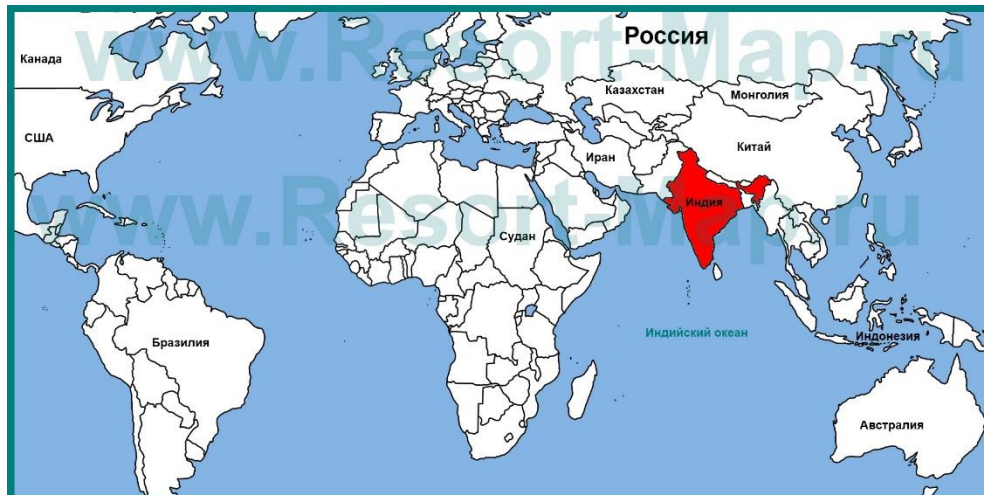 www.Resort-Map.ru
Россия
Канада
Казахстан
Монголия
США
Китай
Иран
www.Resort-Map.ru
Индия
Судан
Индийский океан
Бразилия
Индонезия
Австралия